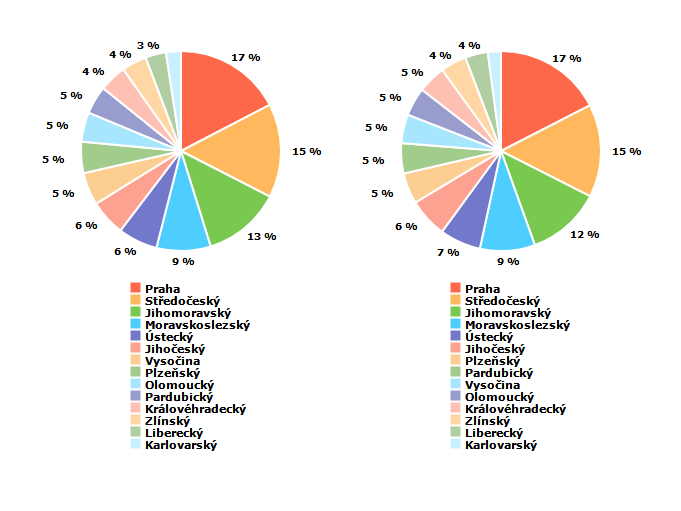 3 %
4 %
4 %
5 %
5 %
5 %
5 %
6 %
6 %
9 %
13 %
15 %
17 %
Praha
Středočeský
Jihomoravský
Moravskoslezský
Ústecký
Jihočeský
Vysočina
Plzeňský
Olomoucký
Pardubický
Královéhradecký
Zlínský
Liberecký
Karlovarský
4 %
4 %
5 %
5 %
5 %
5 %
5 %
6 %
7 %
9 %
12 %
15 %
17 %
Praha
Středočeský
Jihomoravský
Moravskoslezský
Ústecký
Jihočeský
Plzeňský
Pardubický
Vysočina
Olomoucký
Královéhradecký
Zlínský
Liberecký
Karlovarský